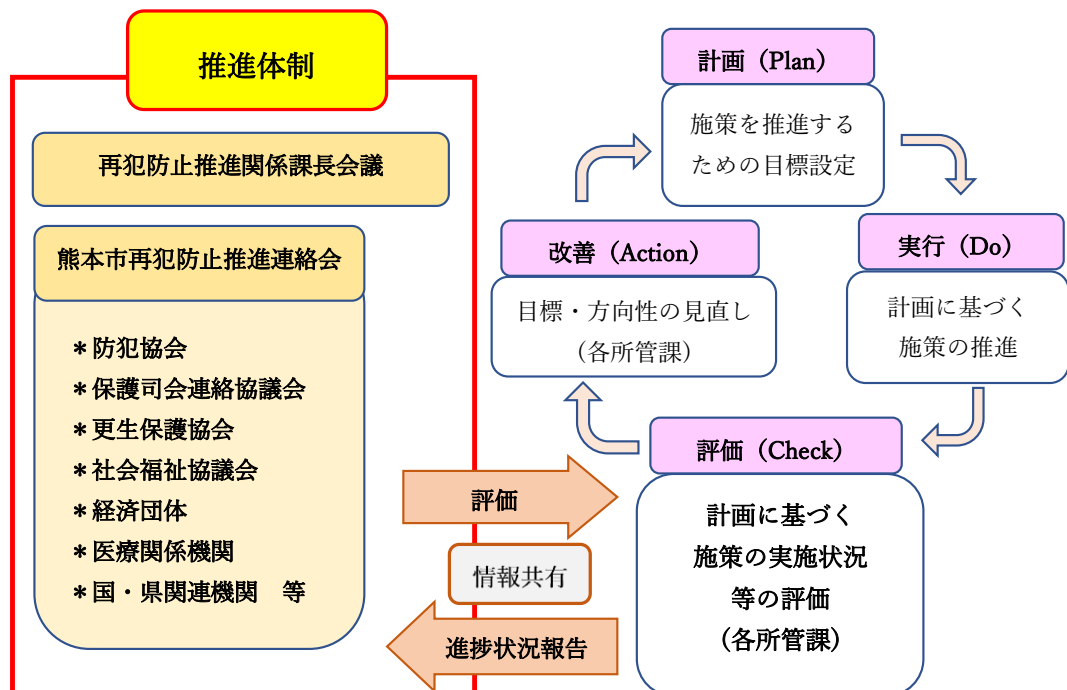 推進体制
再犯防止推進関係課長会議
熊本市再犯防止推進連絡会
＊防犯協会
＊保護司会連絡協議会
＊更生保護協会
＊社会福祉協議会
＊経済団体
＊医療関係機関
＊国・県関連機関　等
評価
情報共有
進捗状況報告
計画（Plan）
施策を推進する
ための目標設定
実行（Do）
計画に基づく
施策の推進
評価（Check）
計画に基づく
施策の実施状況
等の評価
（各所管課）
改善（Action）
目標・方向性の見直し
（各所管課）